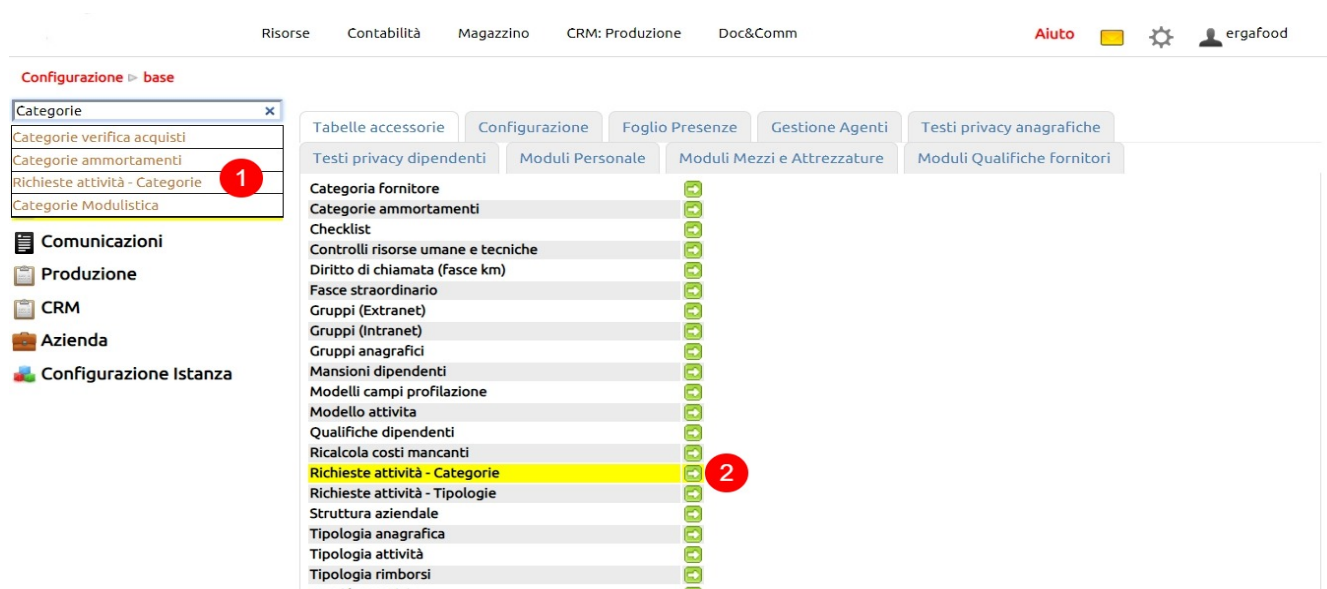 Risorse Contabilità Magazzino CRM: Produzione Doc&Comm Aiuto ergafood
Configurazione ▹ base
Categorie ×
Categorie verifica acquisti
Categorie ammortamenti
Richieste attività - Categorie
Categorie Modulistica
1
Comunicazioni
Produzione
CRM
Azienda
Configurazione Istanza
Tabelle accessorie Configurazione Foglio Presenze Gestione Agenti Testi privacy anagrafiche
Testi privacy dipendenti Moduli Personale Moduli Mezzi e Attrezzature Moduli Qualifiche fornitori
Categoria fornitore
Categorie ammortamenti
Checklist
Controlli risorse umane e tecniche
Diritto di chiamata (fasce km)
Fasce straordinario
Gruppi (Extranet)
Gruppi (Intranet)
Gruppi anagrafici
Mansioni dipendenti
Modelli campi profilazione
Modello attivita
Qualifiche dipendenti
Ricalcola costi mancanti
Richieste attività - Categorie 2
Richieste attività - Tipologie
Struttura aziendale
Tipologia anagrafica
Tipologia attività
Tipologia rimborsi